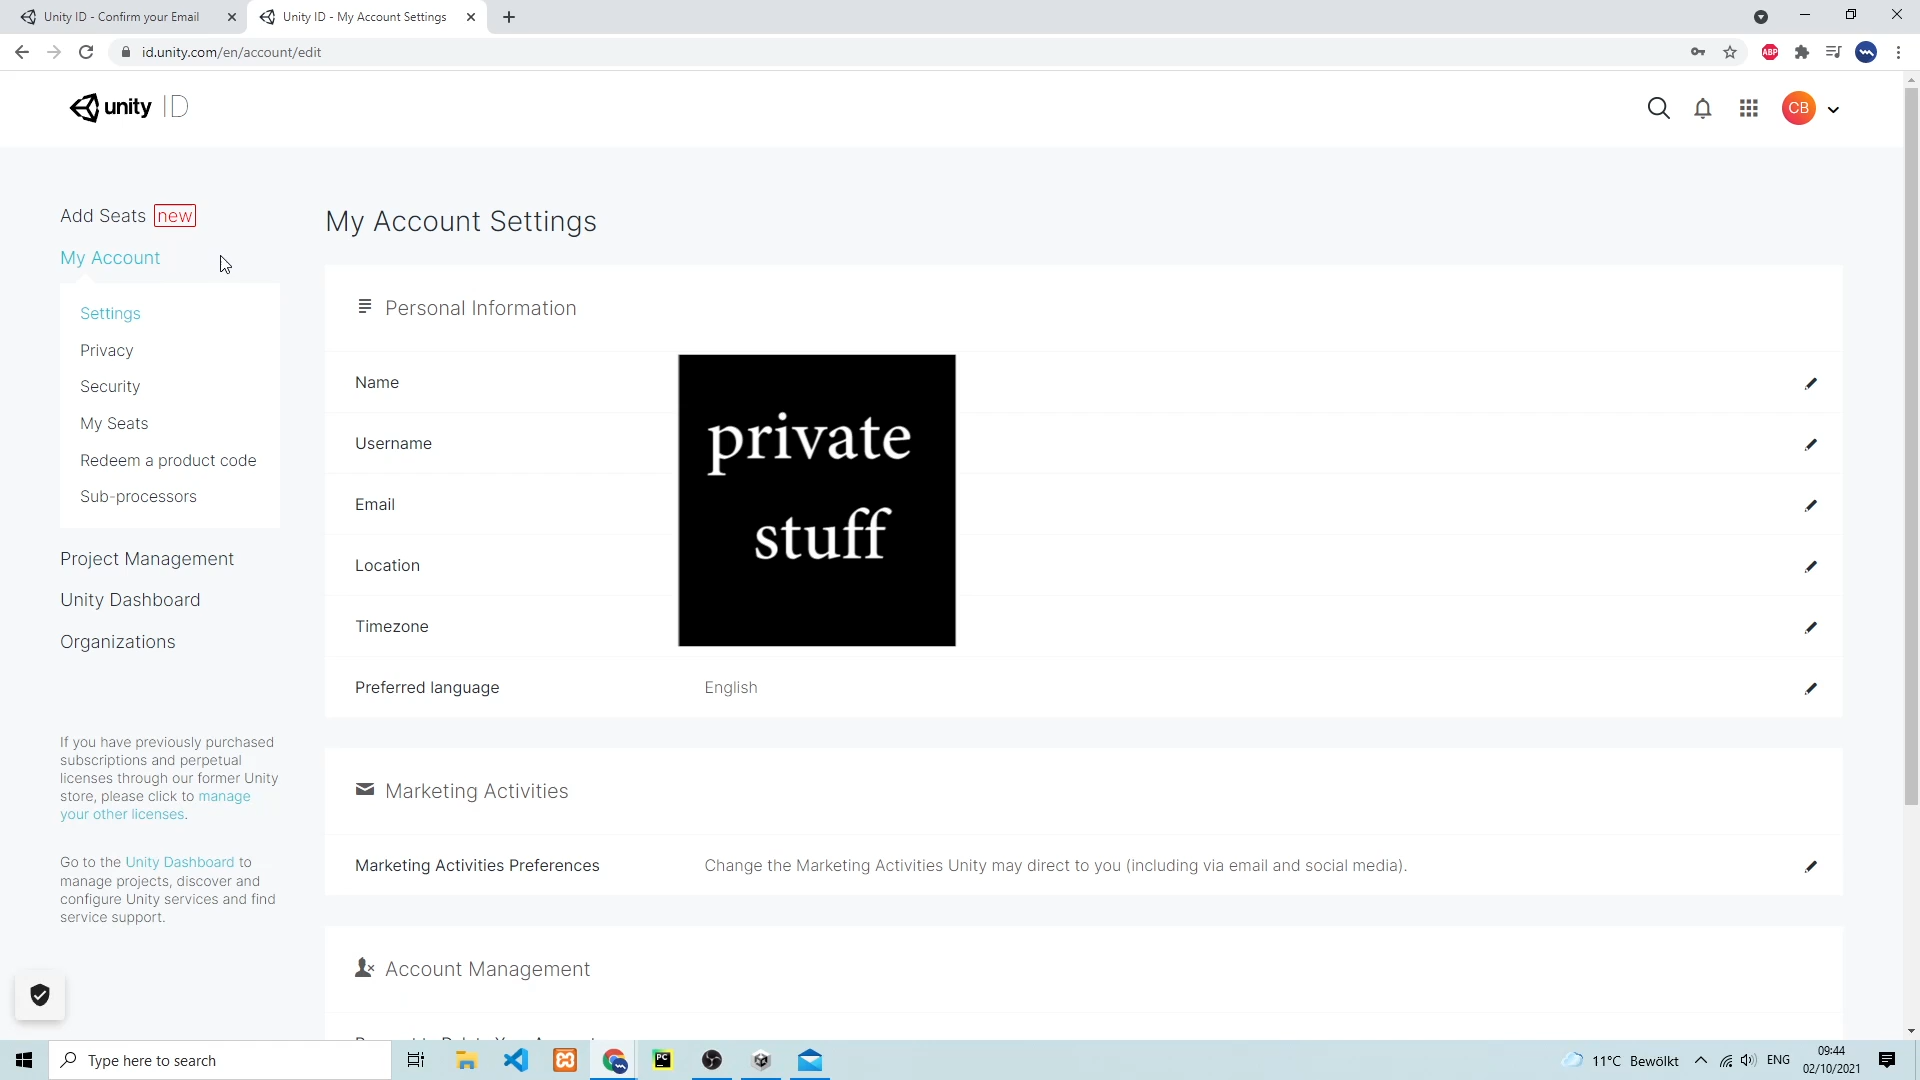 Unity ID - Confirm your Email
Unity ID - My Account Settings
id.unity.com/en/account/edit
ABP
unity ID
CB
Add Seats new
My Account
Settings
Privacy
Security
My Seats
Redeem a product code
Sub-processors
Project Management
Unity Dashboard
Organizations
If you have previously purchased
subscriptions and perpetual
licenses through our former Unity
store, please click to manage
your other licenses.
Go to the Unity Dashboard to
manage projects, discover and
configure Unity services and find
service support.
My Account Settings
Personal Information
Name
Username
Email
Location
Timezone
private
stuff
Preferred language English
Marketing Activities
Marketing Activities Preferences Change the Marketing Activities Unity may direct to you (including via email and social media).
Account Management
Type here to search
PC
11°C Bewölkt
ENG
09:44
02/10/2021